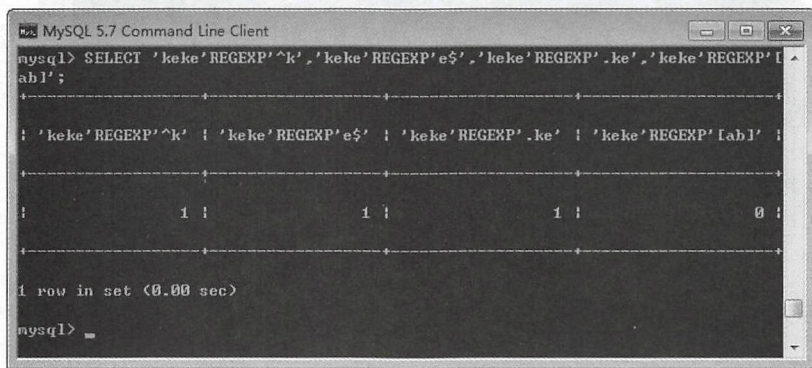 MySQL 5.7 Command Line Client
mysql> SELECT 'keke'REGEXP'^k','keke'REGEXP'e$','keke'REGEXP'.ke','keke'REGEXP'[
ab]';
+-------------------+-------------------+-------------------+-------------------+
| 'keke'REGEXP'^k' | 'keke'REGEXP'e$' | 'keke'REGEXP'.ke' | 'keke'REGEXP'[ab]' |
+-------------------+-------------------+-------------------+-------------------+
| 1 | 1 | 1 | 0 |
+-------------------+-------------------+-------------------+-------------------+
1 row in set (0.00 sec)
mysql>